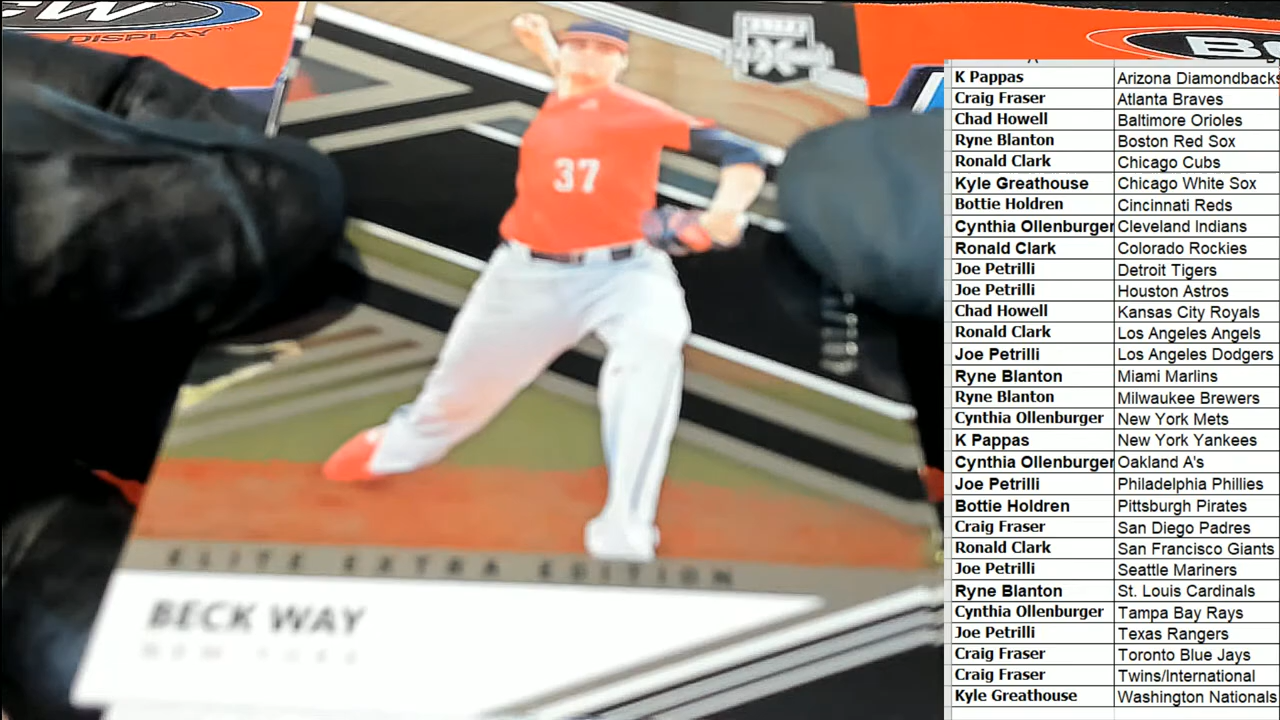 CW
DISPLAY™
ELITE
EXTRA
37
ELITE EXTRA EDITION
BECK WAY
NEW YORK
K Pappas Arizona Diamondbacks
Craig Fraser Atlanta Braves
Chad Howell Baltimore Orioles
Ryne Blanton Boston Red Sox
Ronald Clark Chicago Cubs
Kyle Greathouse Chicago White Sox
Bottie Holdren Cincinnati Reds
Cynthia Ollenburger Cleveland Indians
Ronald Clark Colorado Rockies
Joe Petrilli Detroit Tigers
Joe Petrilli Houston Astros
Chad Howell Kansas City Royals
Ronald Clark Los Angeles Angels
Joe Petrilli Los Angeles Dodgers
Ryne Blanton Miami Marlins
Ryne Blanton Milwaukee Brewers
Cynthia Ollenburger New York Mets
K Pappas New York Yankees
Cynthia Ollenburger Oakland A's
Joe Petrilli Philadelphia Phillies
Bottie Holdren Pittsburgh Pirates
Craig Fraser San Diego Padres
Ronald Clark San Francisco Giants
Joe Petrilli Seattle Mariners
Ryne Blanton St. Louis Cardinals
Cynthia Ollenburger Tampa Bay Rays
Joe Petrilli Texas Rangers
Craig Fraser Toronto Blue Jays
Craig Fraser Twins/International
Kyle Greathouse Washington Nationals